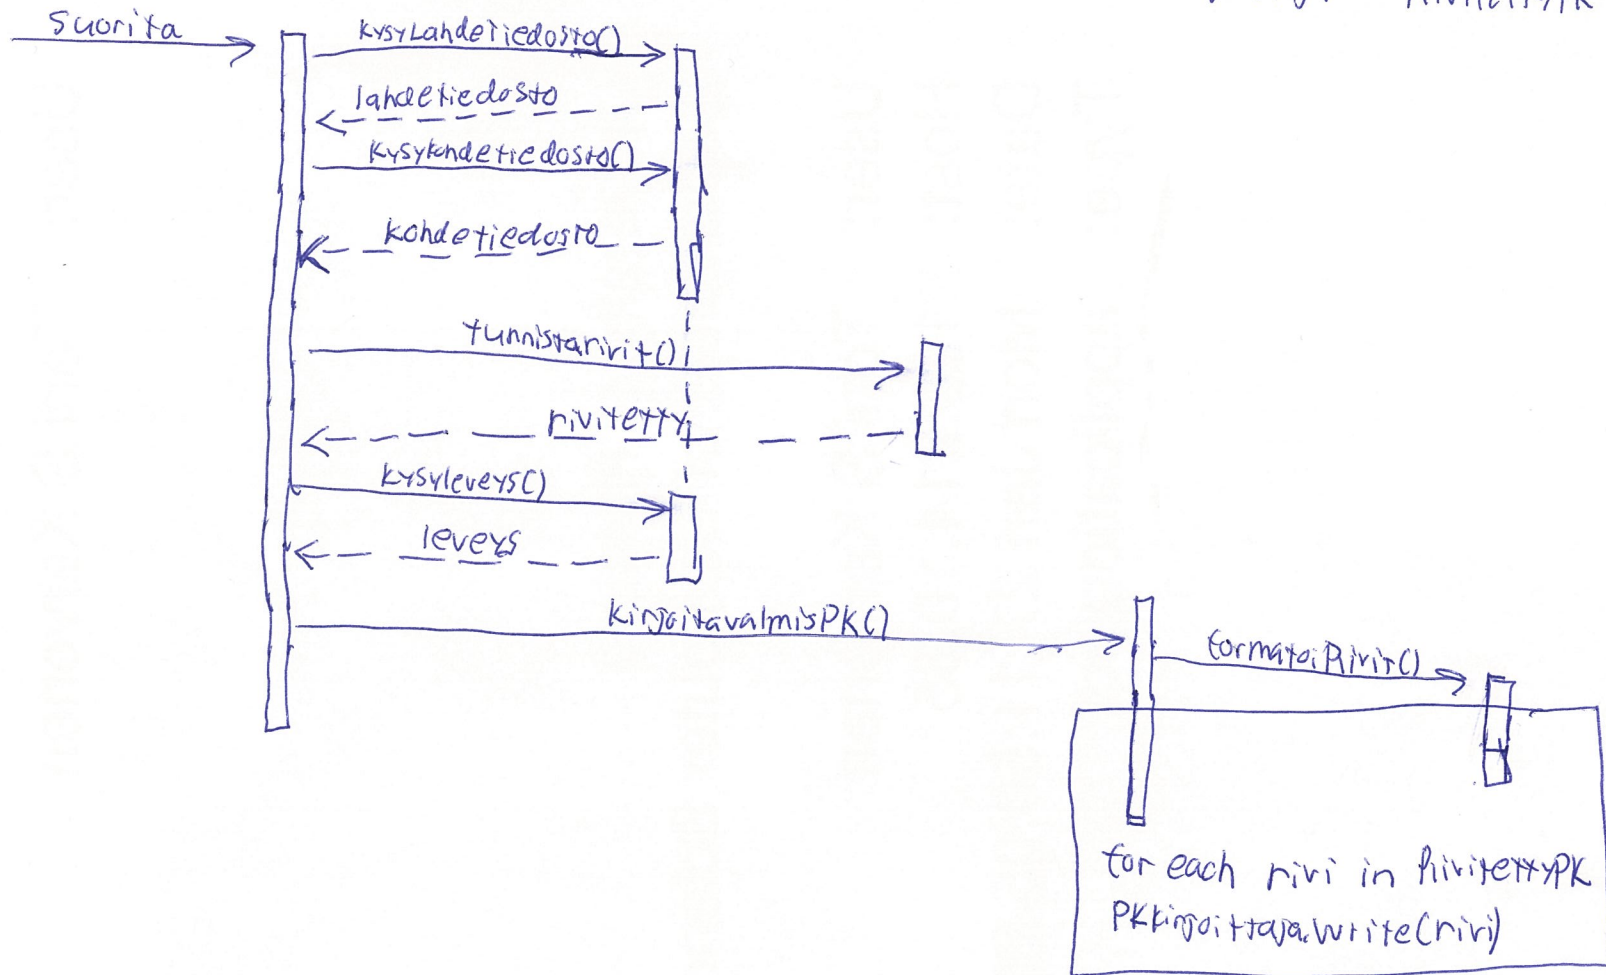 Suorita
kysyLahdetiedosto()
lahdetiedosto
kysykohdetiedosto()
kohdetiedosto
tunnistarivit()
rivitetty
kysyleveys()
leveys
kirjoitavalmisPK()
formatoiRivit()
for each rivi in RivitettyPK
PKkirjoittaja.write(rivi)